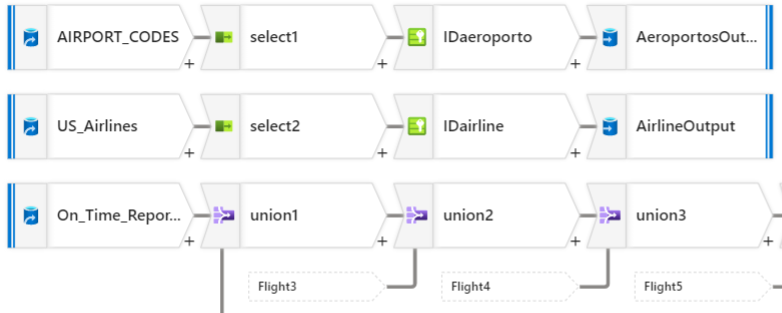 AIRPORT_CODES select1 IDaeroporto AeroportosOut...
+ + +
US_Airlines select2 IDairline AirlineOutput
+ + +
On_Time_Repor... union1 union2 union3
+ + + +
Flight3 Flight4 Flight5